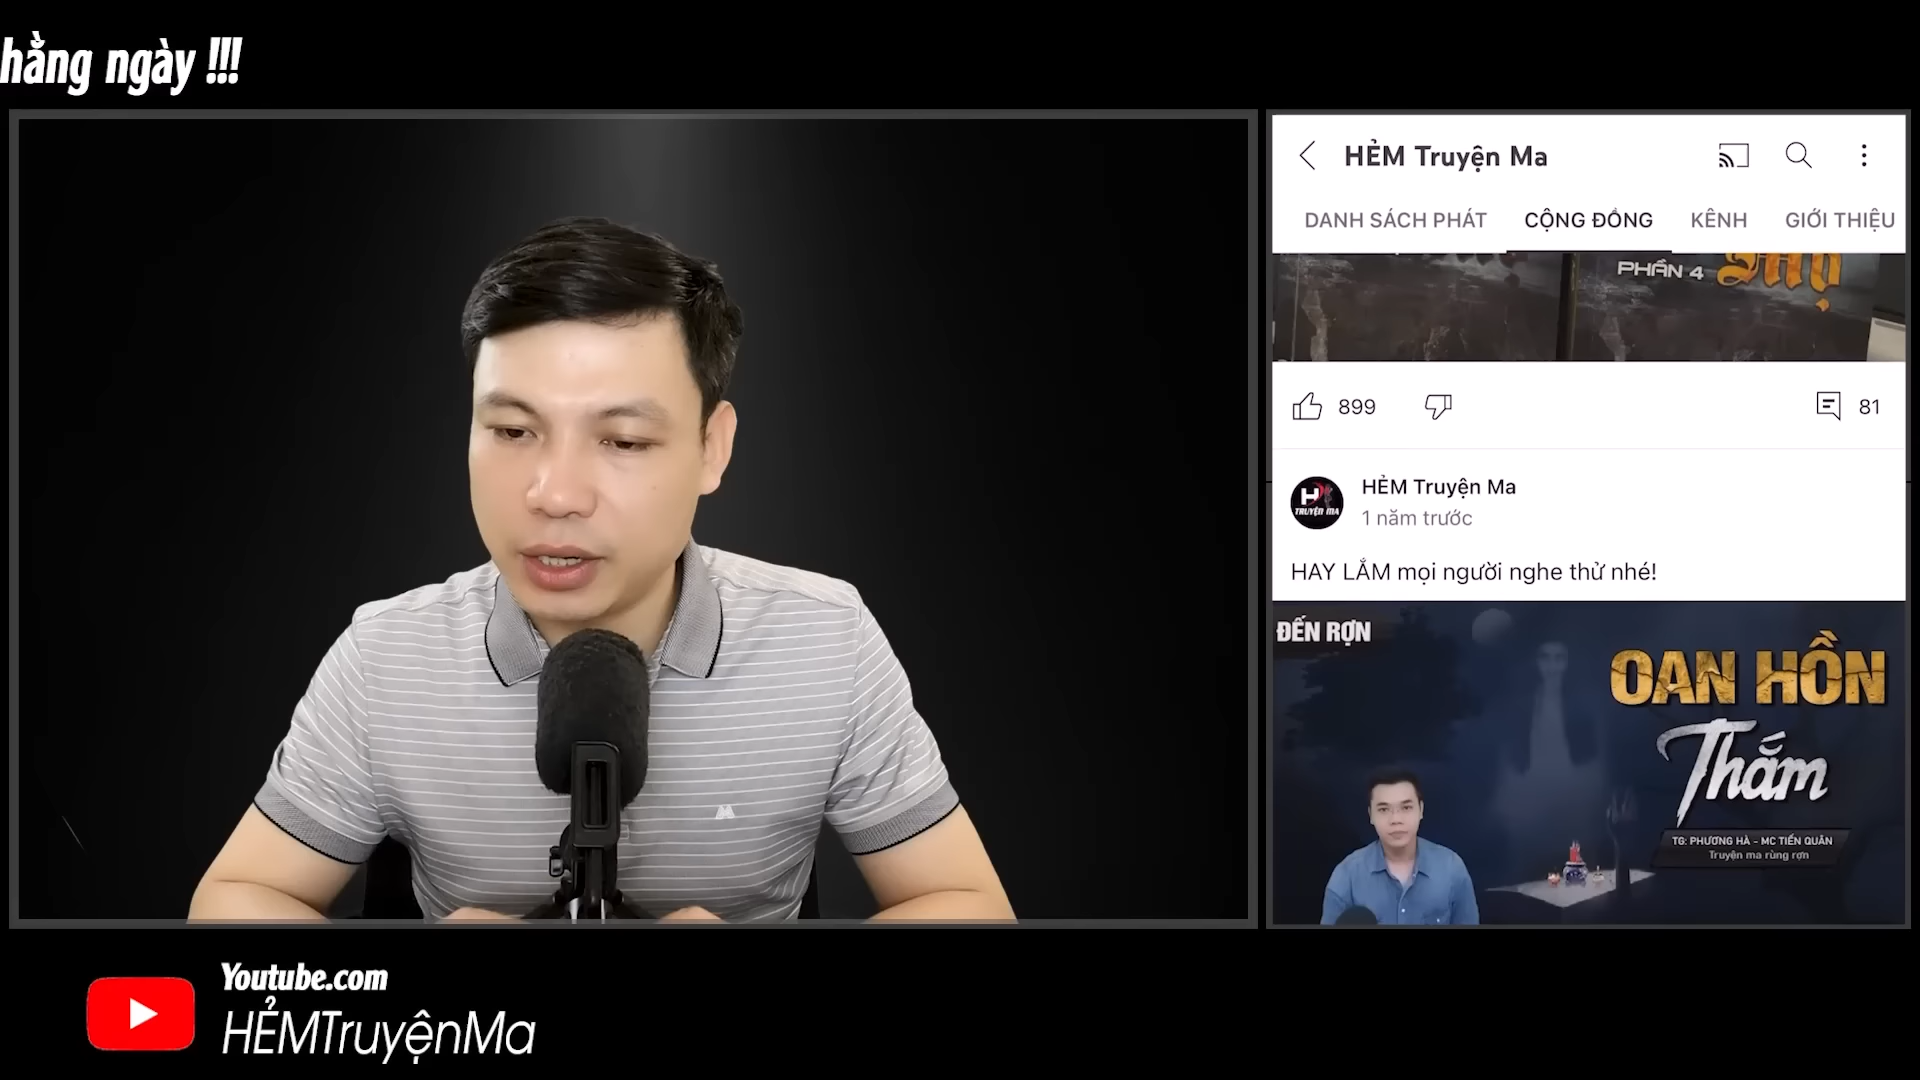 hằng ngày !!!
HẺM Truyện Ma
DANH SÁCH PHÁT CỘNG ĐỒNG KÊNH GIỚI THIỆU
PHẦN 4
899
81
H
TRUYỆN MA
HẺM Truyện Ma
1 năm trước
HAY LẮM mọi người nghe thử nhé!
ĐẾN RỢN
OAN HỒN
Thắm
TG: PHƯƠNG HÀ - MC TIẾN QUÂN
Truyện ma rùng rợn
Youtube.com
HẺMTruyệnMa